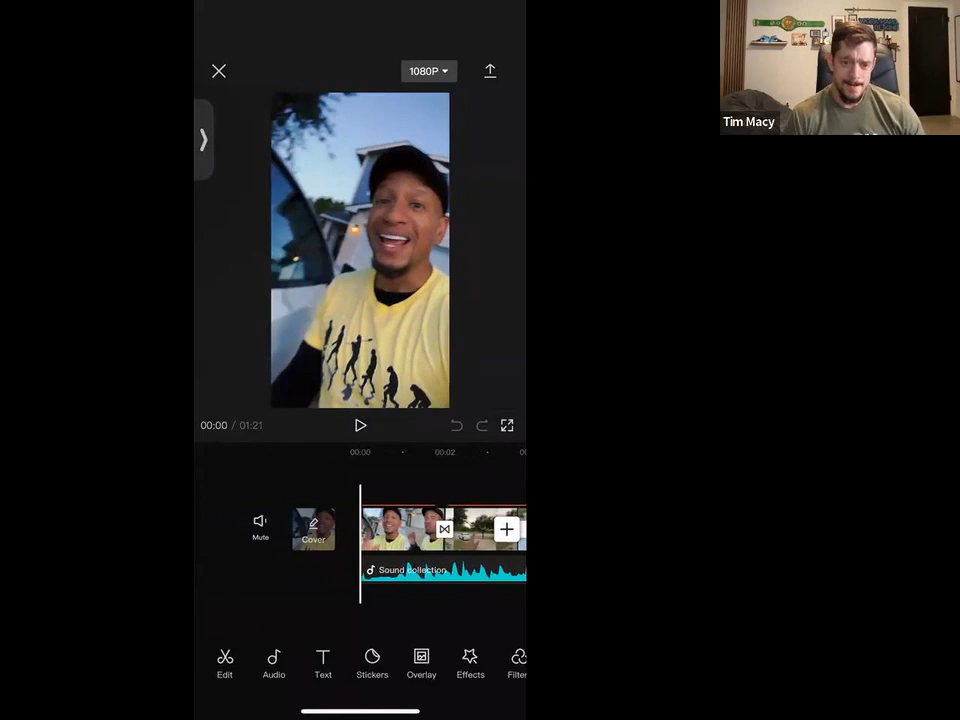 1080P
Tim Macy
00:00 / 01:21
00:00
00:02
Mute
Cover
Sound collection
Edit
Audio
Text
Stickers
Overlay
Effects
Filter